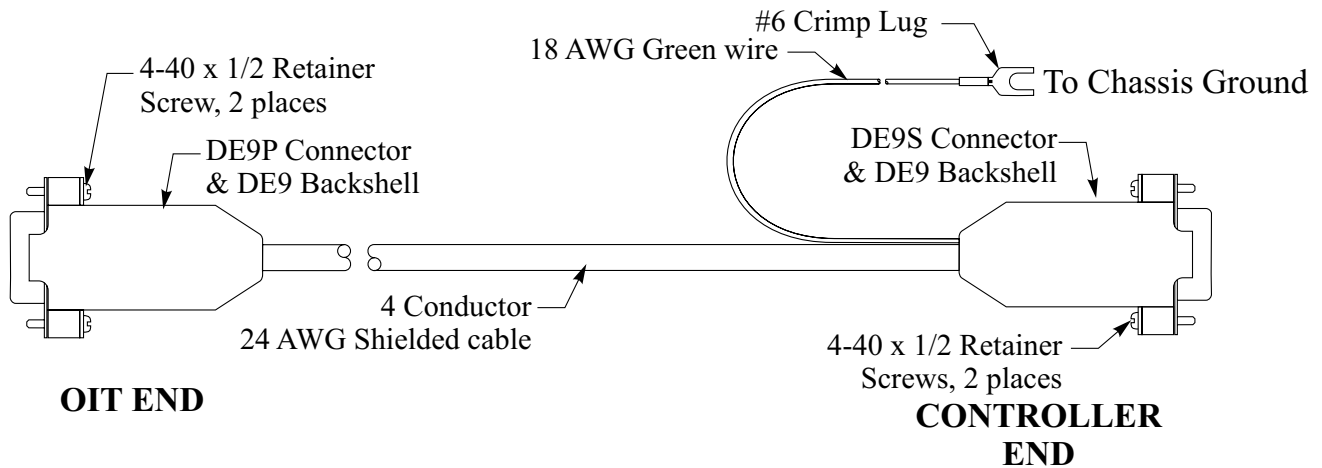 #6 Crimp Lug
18 AWG Green wire
4-40 x 1/2 Retainer
Screw, 2 places
To Chassis Ground
DE9P Connector
& DE9 Backshell
DE9S Connector
& DE9 Backshell
4 Conductor
24 AWG Shielded cable
4-40 x 1/2 Retainer
Screws, 2 places
OIT END
CONTROLLER
END